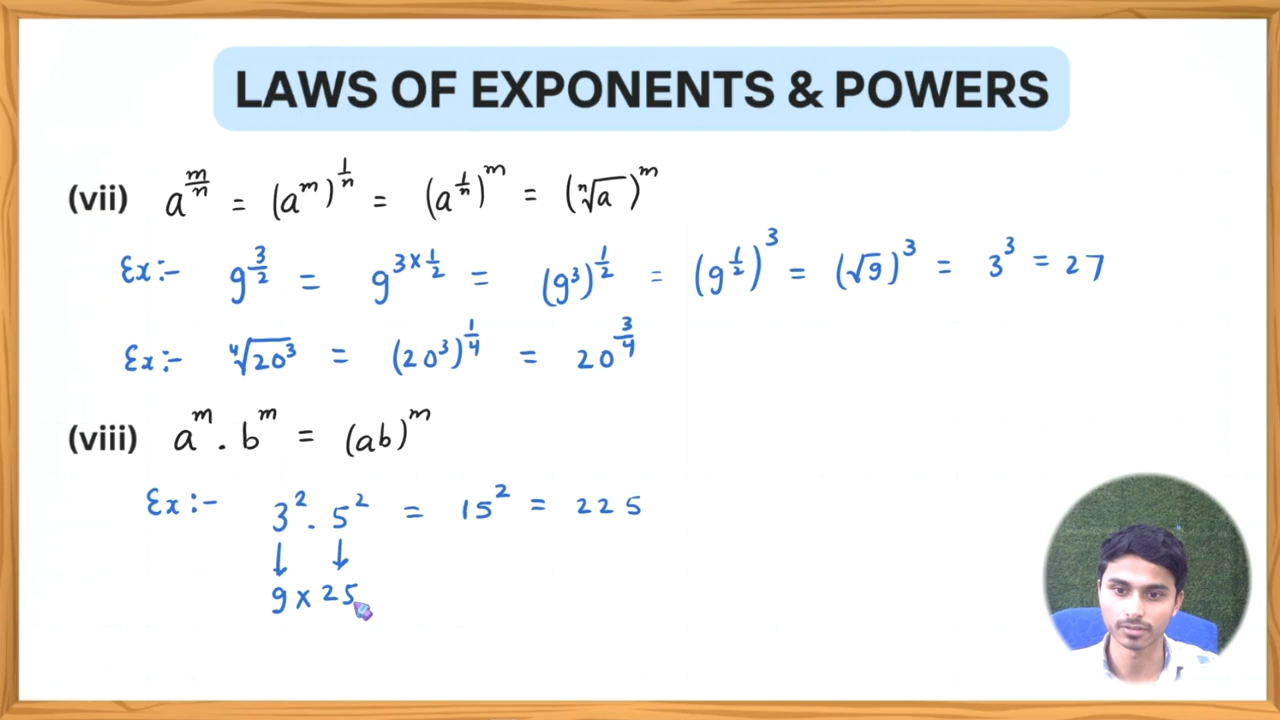 LAWS OF EXPONENTS & POWERS
(vii) a^{m/n} = (a^m)^{1/n} = (a^{1/n})^m = (ⁿ√a)^m
Ex:- 9^{3/2} = 9^{3×1/2} = (9^3)^{1/2} = (9^{1/2})^3 = (√9)^3 = 3^3 = 27
Ex:- ⁴√20^3 = (20^3)^{1/4} = 20^{3/4}
(viii) a^m . b^m = (ab)^m
Ex:- 3^2 . 5^2 = 15^2 = 225
↓ ↓
9 × 25